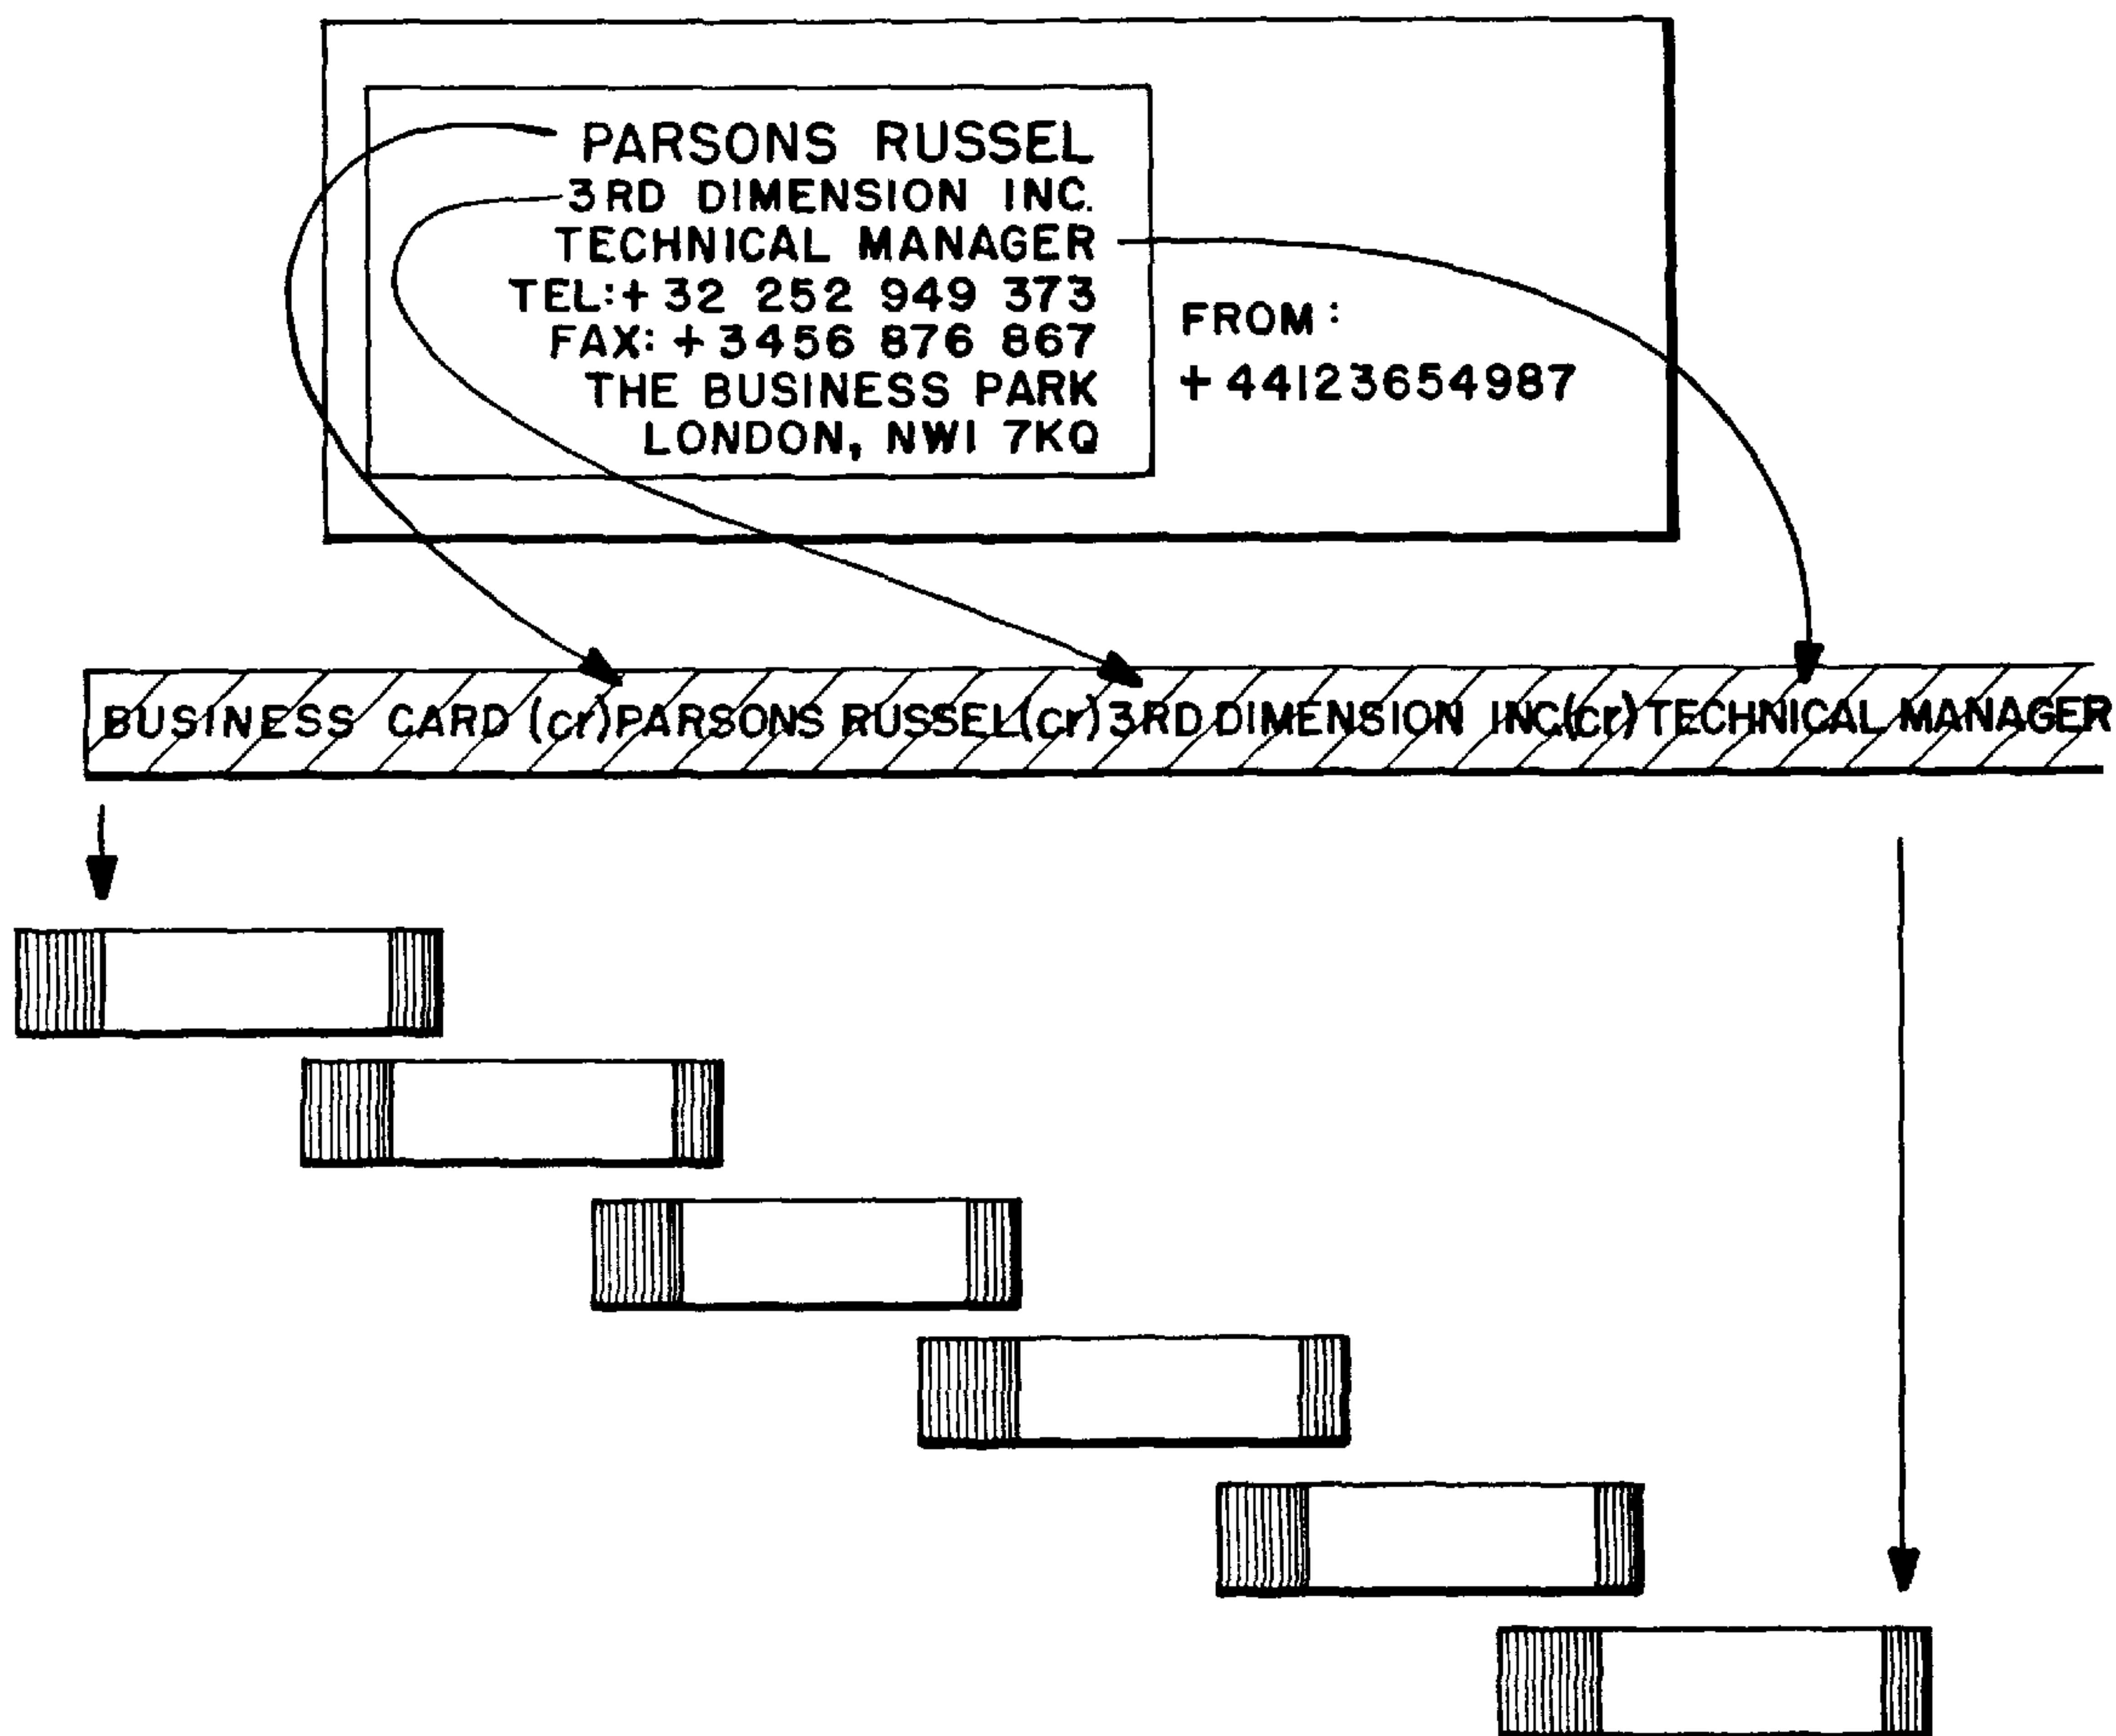 PARSONS RUSSEL
3RD DIMENSION INC.
TECHNICAL MANAGER
TEL:+32 252 949 373
FAX: +3456 876 867
THE BUSINESS PARK
LONDON, NW1 7KQ
FROM:
+44123654987
BUSINESS CARD (cr)PARSONS RUSSEL(cr)3RD DIMENSION INC(cr)TECHNICAL MANAGER